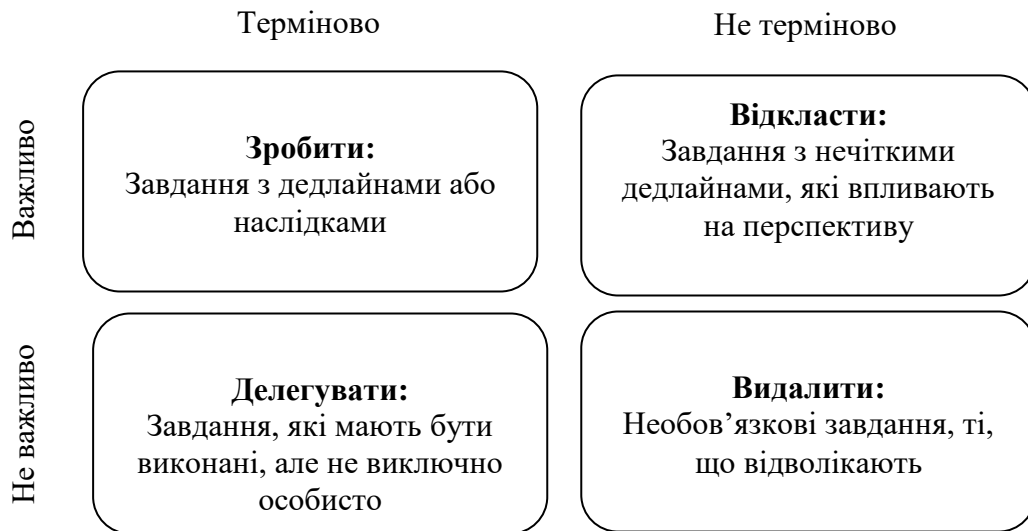 Терміново
Не терміново
Важливо
Зробити:
Завдання з дедлайнами або
наслідками
Відкласти:
Завдання з нечіткими
дедлайнами, які впливають
на перспективу
Не важливо
Делегувати:
Завдання, які мають бути
виконані, але не виключно
особисто
Видалити:
Необов’язкові завдання, ті,
що відволікають